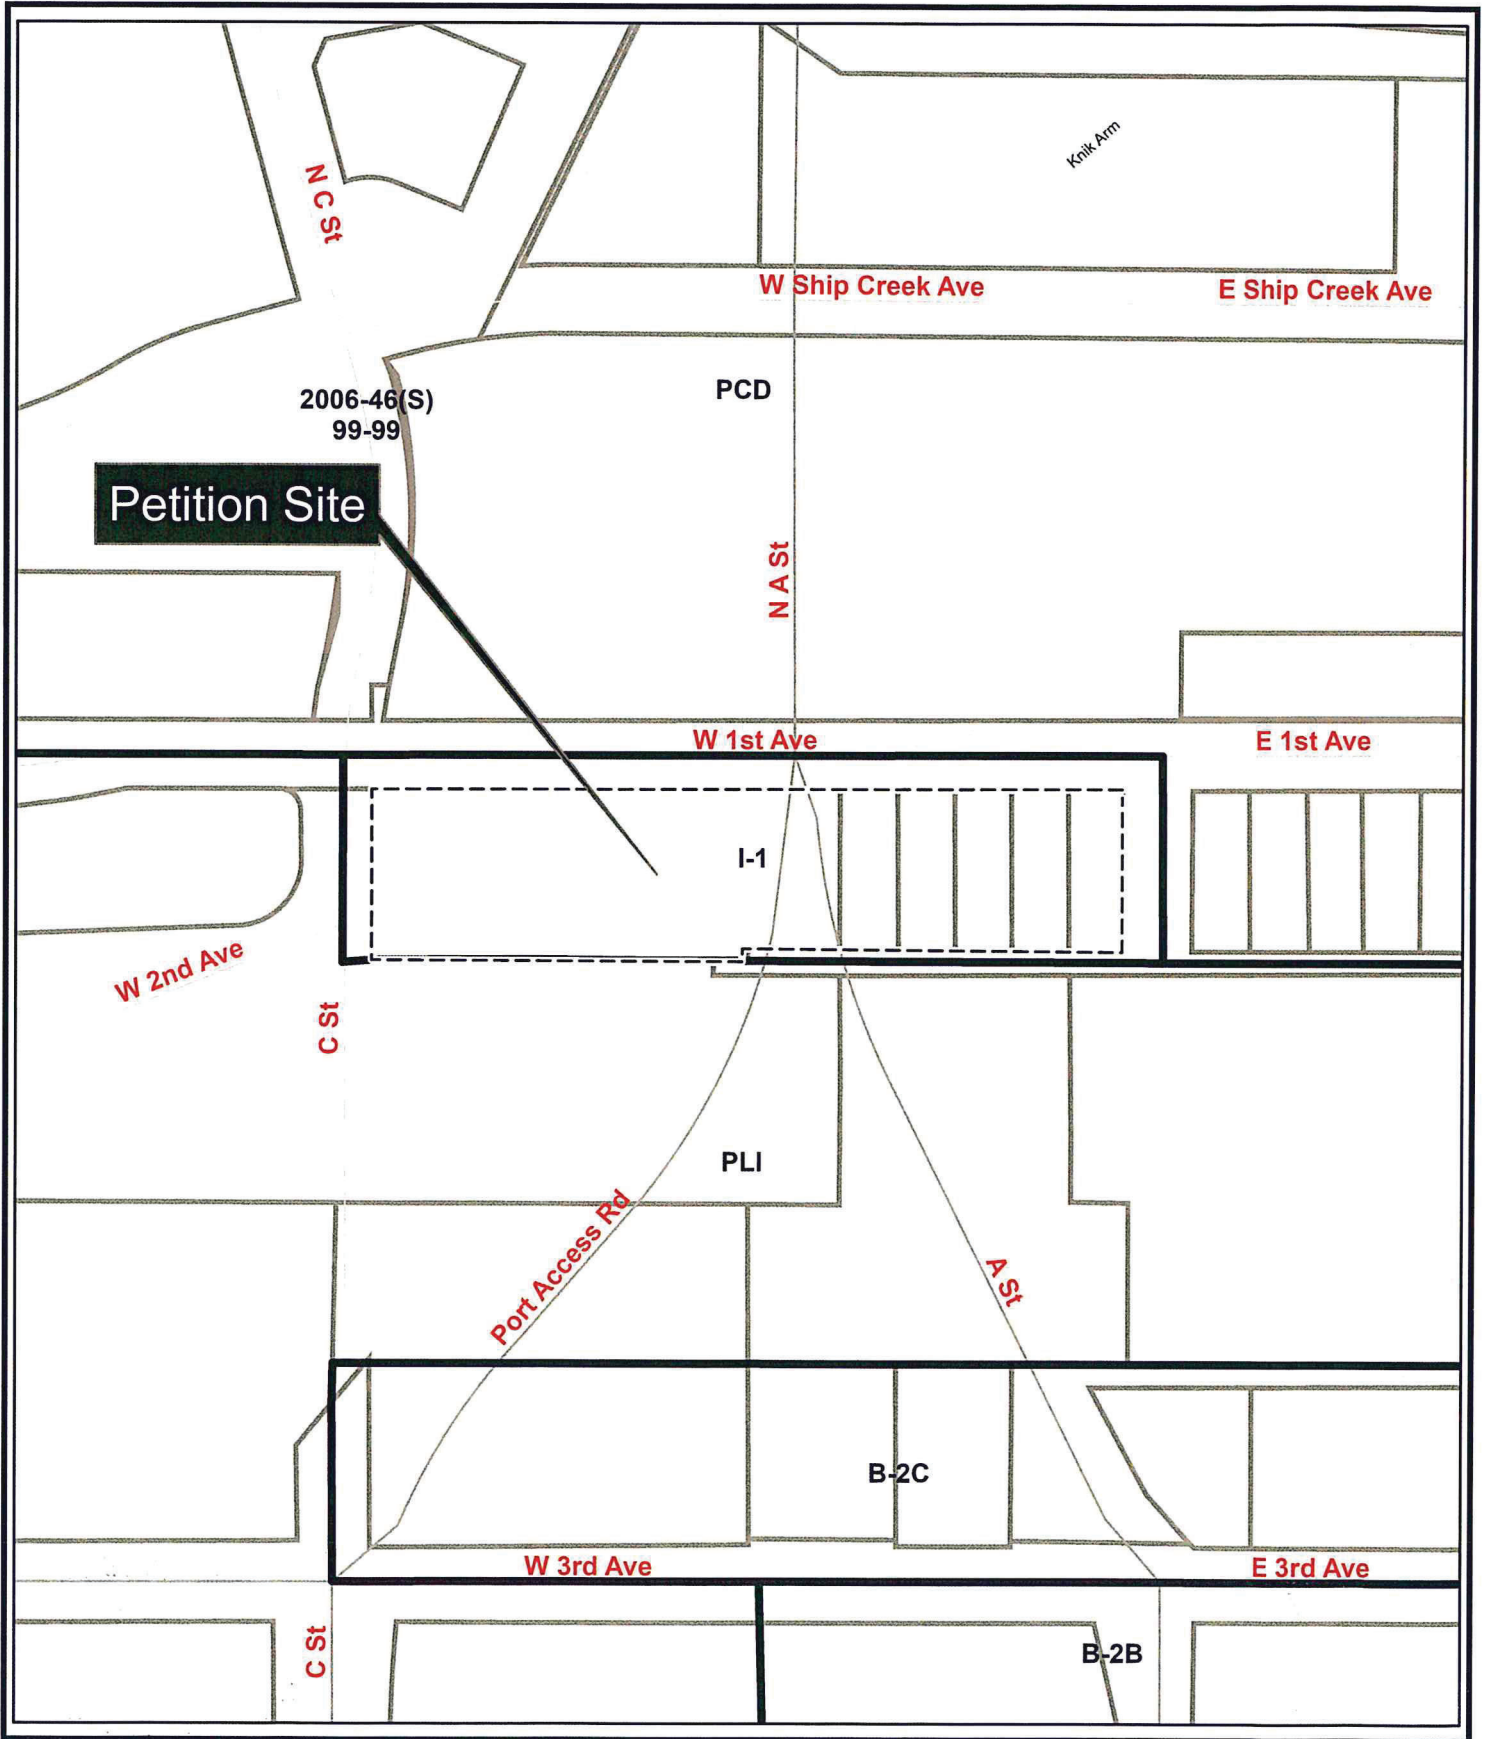 Knik Arm
N C St
W Ship Creek Ave
E Ship Creek Ave
PCD
2006-46(S)
99-99
Petition Site
N A St
W 1st Ave
E 1st Ave
I-1
W 2nd Ave
C St
PLI
Port Access Rd
A St
B-2C
W 3rd Ave
E 3rd Ave
C St
B-2B